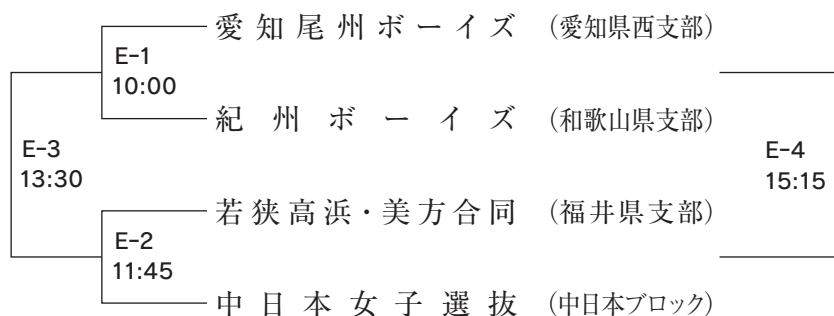 愛知尾州ボーイズ (愛知県西支部)
E-1
10:00
紀州ボーイズ (和歌山県支部)
E-3
13:30
E-4
15:15
若狭高浜・美方合同 (福井県支部)
E-2
11:45
中日本女子選抜 (中日本ブロック)